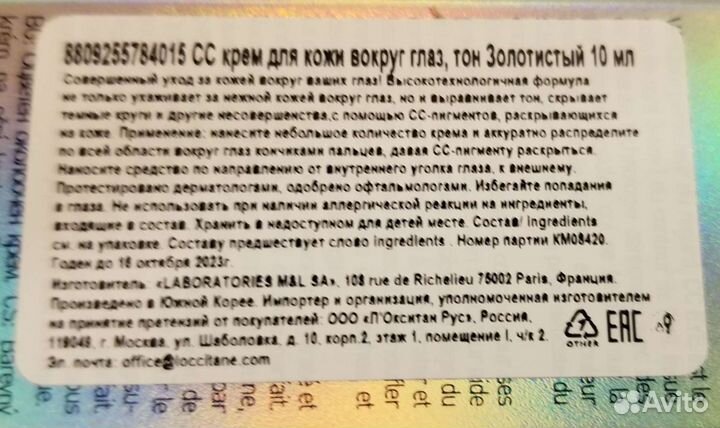 8809255784015 CC крем для кожи вокруг глаз, тон Золотистый 10 мл
Совершенный уход за кожей вокруг ваших глаз! Высокотехнологичная формула
не только ухаживает за нежной кожей вокруг глаз, но и выравнивает тон, скрывает
темные круги и другие несовершенства,с помощью СС-пигментов, раскрывающихся
на коже. Применение: нанесите небольшое количество крема и аккуратно распределите
по всей области вокруг глаз кончиками пальцев, давая СС-пигменту раскрыться.
Наносите средство по направлению от внутреннего уголка глаза, к внешнему.
Протестировано дерматологами, одобрено офтальмологами. Избегайте попадания
в глаза. Не использовать при наличии аллергической реакции на ингредиенты,
входящие в состав. Хранить в недоступном для детей месте. Состав/ ingredients
см. на упаковке. Составу предшествует слово ingredients . Номер партии KM08420.
Годен до 18 октября 2023г.
Изготовитель: «LABORATORIES M&L SA», 108 rue de Richelieu 75002 Paris, Франция.
Произведено в Южной Корее. Импортер и организация, уполномоченная изготовителем
на принятие претензий от покупателей: ООО «Л'Окситан Рус», Россия,
119049, г. Москва, ул. Шаболовка, д. 10, корп.2, этаж 1, помещение I, ч/к 2.
Эл. почта: office@loccitane.com
7
OTHER
EAC
Avito